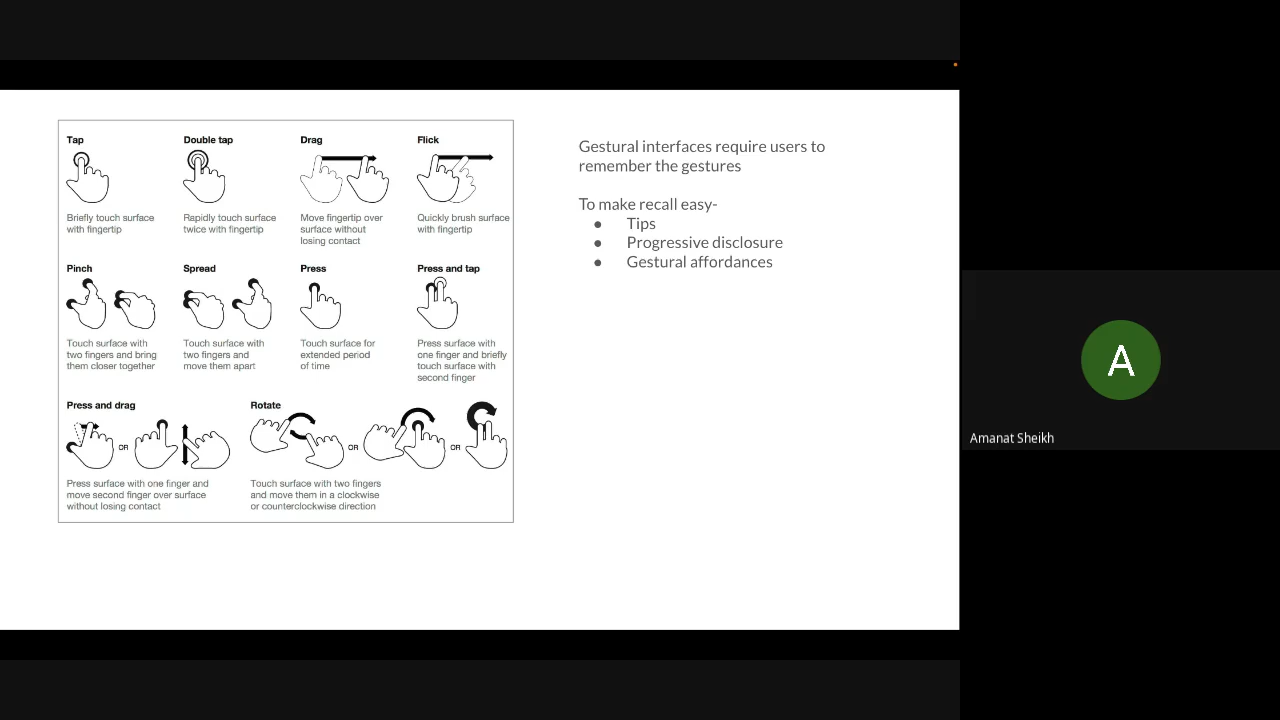 Tap
Briefly touch surface
with fingertip
Double tap
Rapidly touch surface
twice with fingertip
Drag
Move fingertip over
surface without
losing contact
Flick
Quickly brush surface
with fingertip
Pinch
Touch surface with
two fingers and bring
them closer together
Spread
Touch surface with
two fingers and
move them apart
Press
Touch surface for
extended period
of time
Press and tap
Press surface with
one finger and briefly
touch surface with
second finger
Press and drag
OR
Press surface with one finger and
move second finger over surface
without losing contact
Rotate
OR
OR
Touch surface with two fingers
and move them in a clockwise
or counterclockwise direction
Gestural interfaces require users to
remember the gestures
To make recall easy-
● Tips
● Progressive disclosure
● Gestural affordances
A
Amanat Sheikh